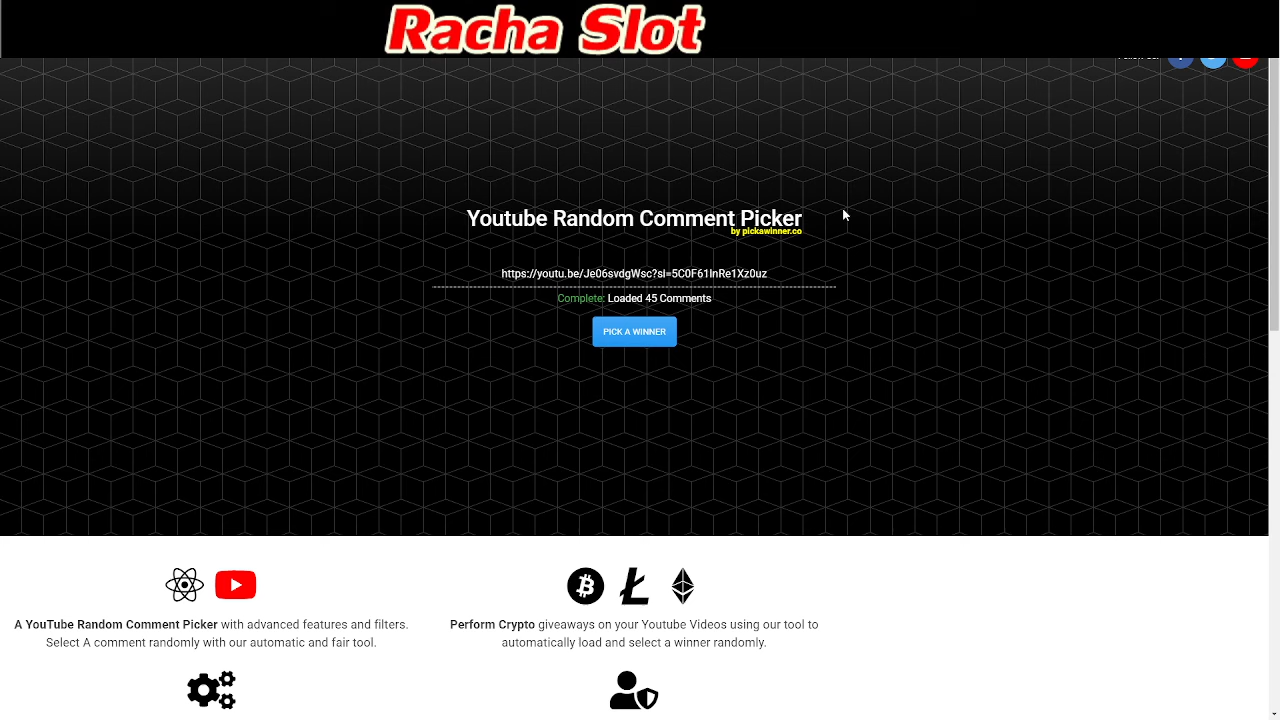 Racha Slot
Youtube Random Comment Picker
by pickawinner.co
https://youtu.be/Je06svdgWsc?si=5C0F61InRe1Xz0uz
Complete: Loaded 45 Comments
PICK A WINNER
A YouTube Random Comment Picker with advanced features and filters.
Select A comment randomly with our automatic and fair tool.
Perform Crypto giveaways on your Youtube Videos using our tool to
automatically load and select a winner randomly.